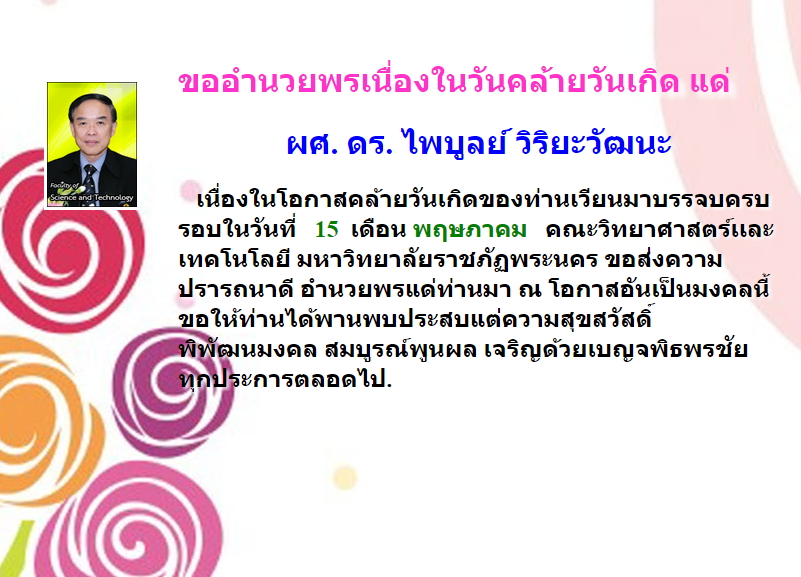 ขออำนวยพรเนื่องในวันคล้ายวันเกิด แด่
ผศ. ดร. ไพบูลย์ วิริยะวัฒนะ
Faculty of
Science and Technology
เนื่องในโอกาสคล้ายวันเกิดของท่านเวียนมาบรรจบครบ
รอบในวันที่ 15 เดือน พฤษภาคม คณะวิทยาศาสตร์และ
เทคโนโลยี มหาวิทยาลัยราชภัฏพระนคร ขอส่งความ
ปรารถนาดี อำนวยพรแด่ท่านมา ณ โอกาสอันเป็นมงคลนี้
ขอให้ท่านได้พานพบประสบแต่ความสุขสวัสดิ์
พิพัฒนมงคล สมบูรณ์พูนผล เจริญด้วยเบญจพิธพรชัย
ทุกประการตลอดไป.